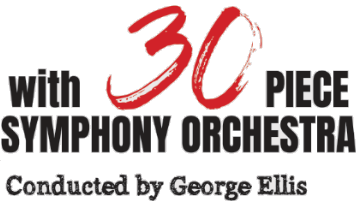 with 30 PIECE
SYMPHONY ORCHESTRA
Conducted by George Ellis